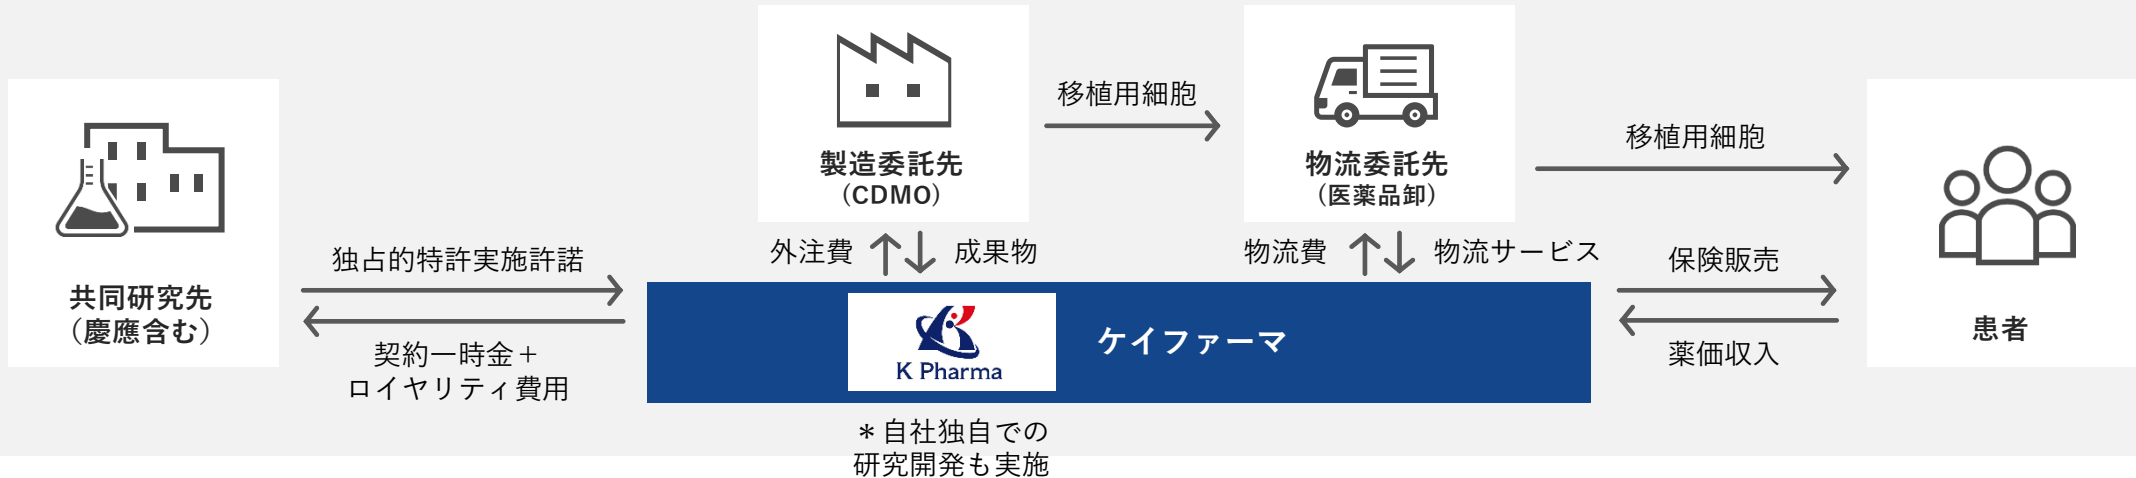 共同研究先
（慶應含む）
独占的特許実施許諾
契約一時金＋
ロイヤリティ費用
製造委託先
（CDMO）
移植用細胞
物流委託先
（医薬品卸）
移植用細胞
外注費
成果物
物流費
物流サービス
K Pharma
ケイファーマ
＊自社独自での
研究開発も実施
保険販売
薬価収入
患者